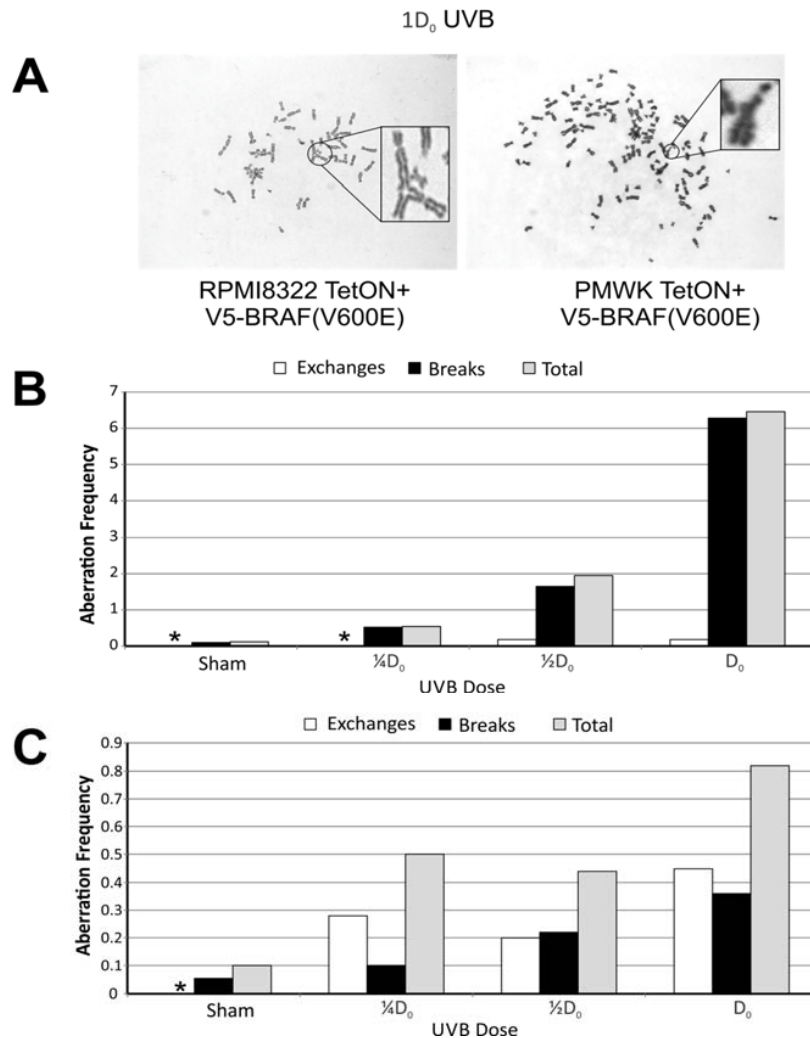 1D₀ UVB
A
RPMI8322 TetON+
V5-BRAF(V600E)
PMWK TetON+
V5-BRAF(V600E)
B
Exchanges Breaks Total
Aberration Frequency
7
6
5
4
3
2
1
0
* *
Sham ¼D₀ ½D₀ D₀
UVB Dose
C
Exchanges Breaks Total
Aberration Frequency
0.9
0.8
0.7
0.6
0.5
0.4
0.3
0.2
0.1
0
*
Sham ¼D₀ ½D₀ D₀
UVB Dose